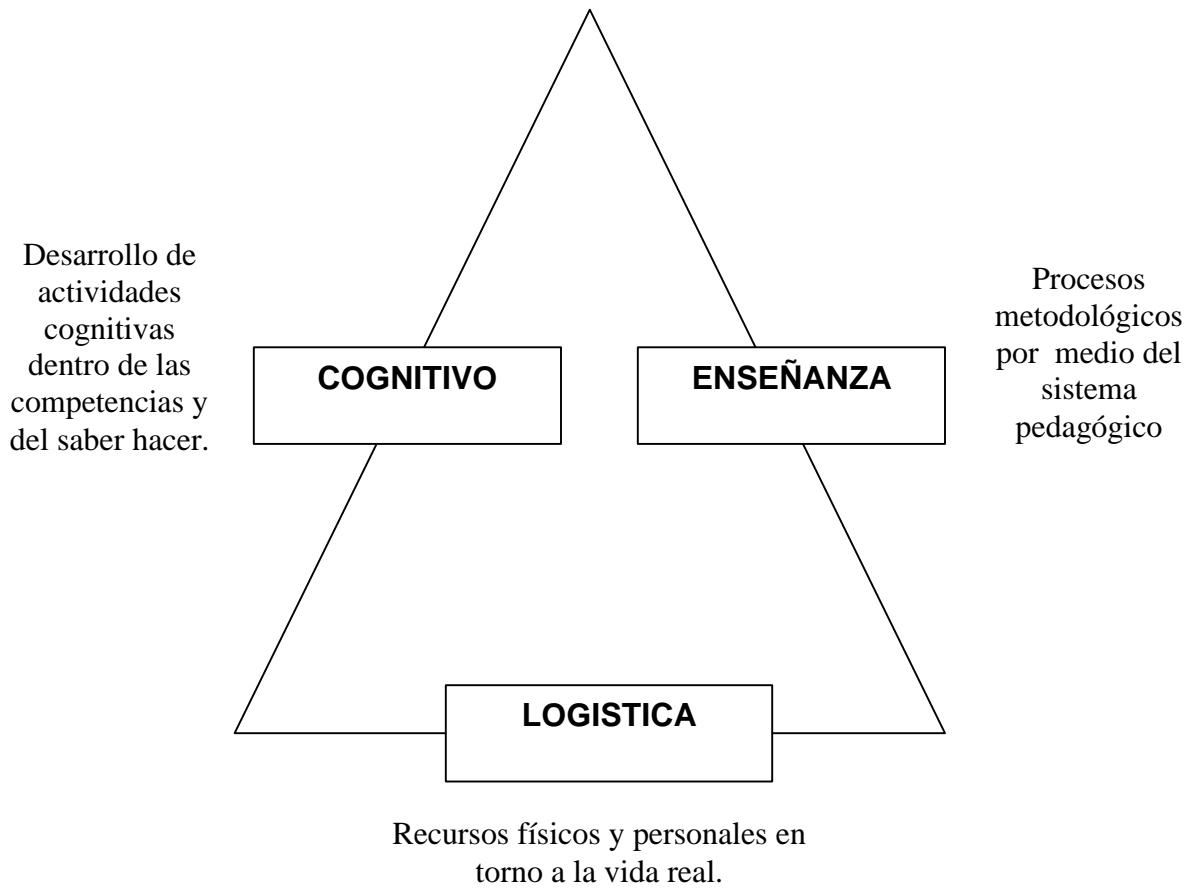 Desarrollo de
actividades
cognitivas
dentro de las
competencias y
del saber hacer.
COGNITIVO
ENSEÑANZA
Procesos
metodológicos
por medio del
sistema
pedagógico
LOGISTICA
Recursos físicos y personales en
torno a la vida real.